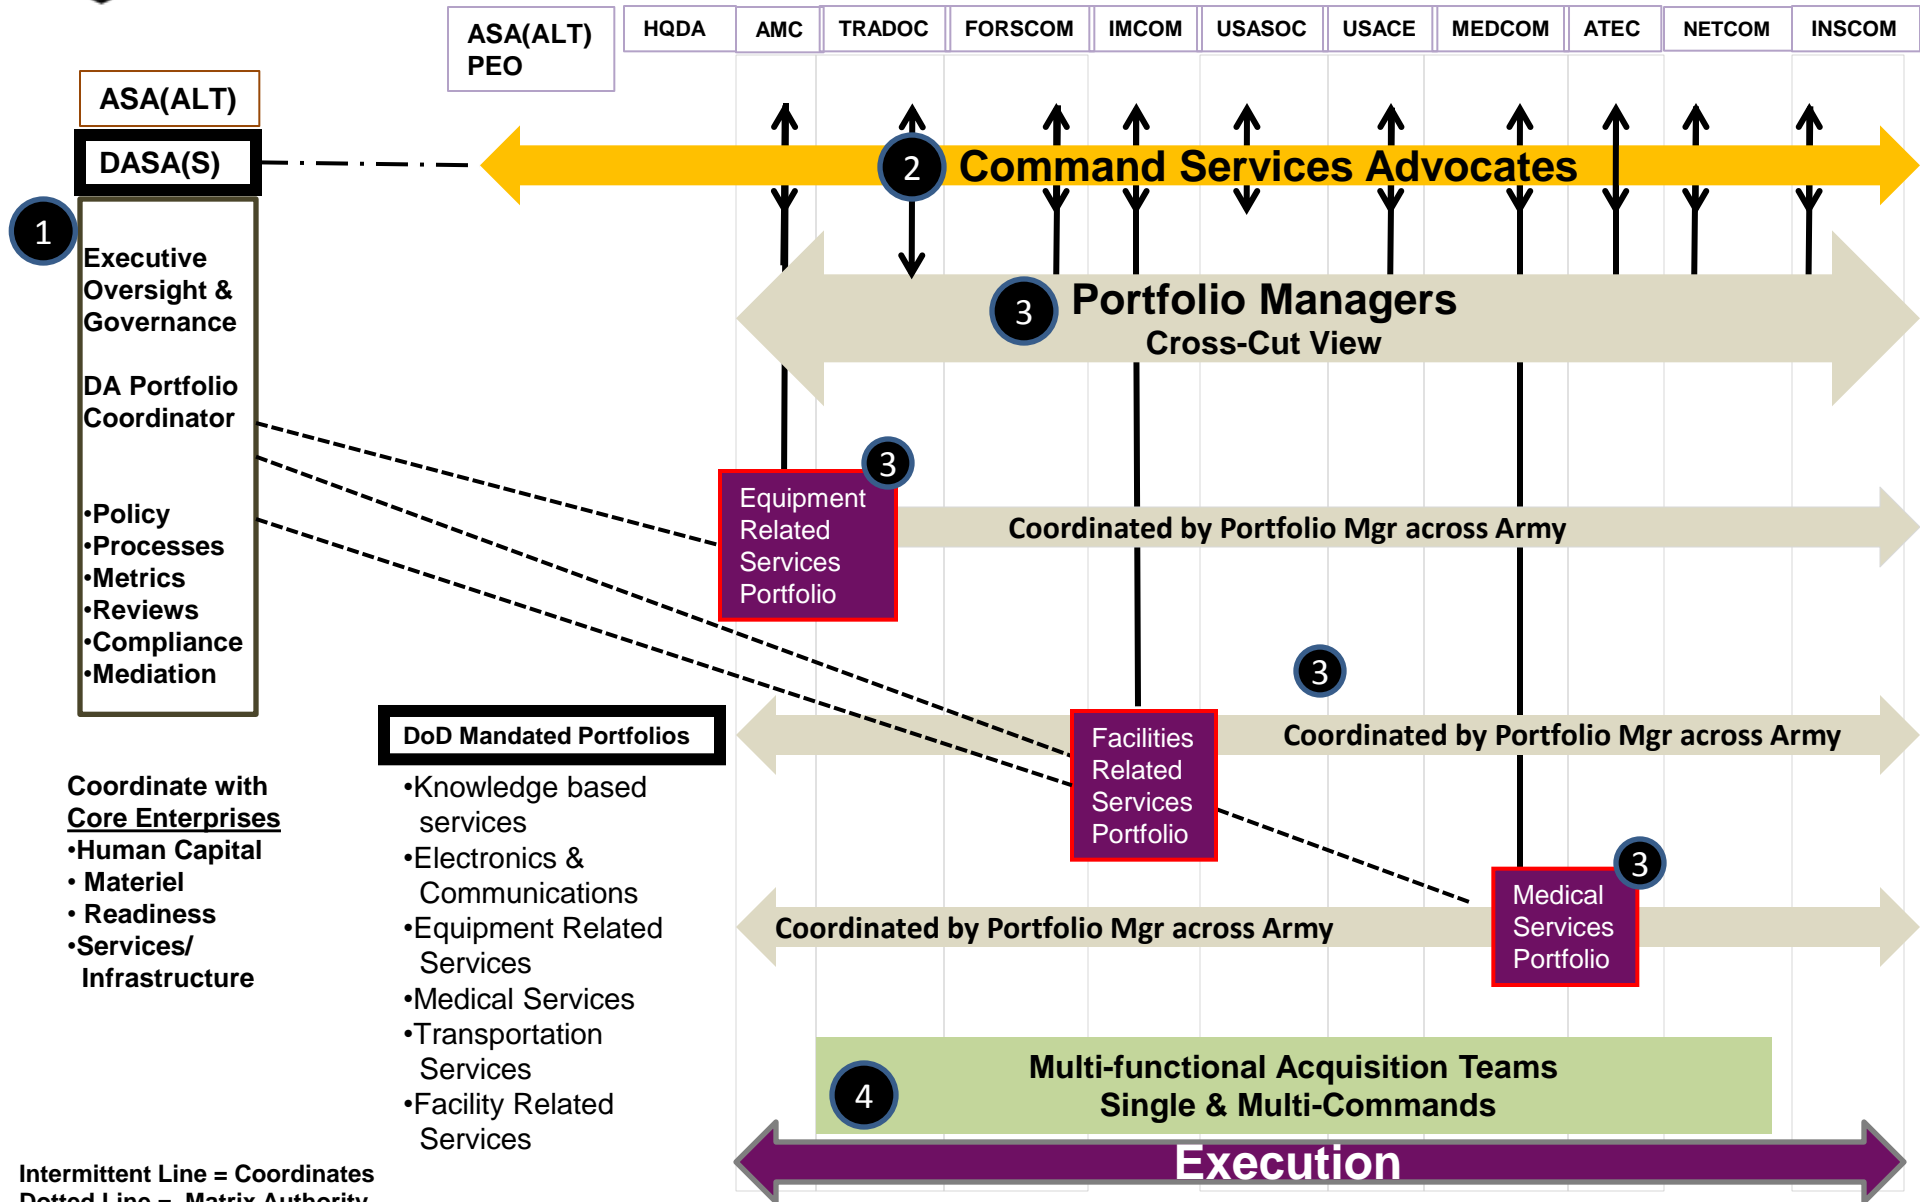 ASA(ALT)
PEO
HQDA
AMC
TRADOC
FORSCOM
IMCOM
USASOC
USACE
MEDCOM
ATEC
NETCOM
INSCOM
ASA(ALT)
DASA(S)
2
Command Services Advocates
1
Executive
Oversight &
Governance
DA Portfolio
Coordinator
•Policy
•Processes
•Metrics
•Reviews
•Compliance
•Mediation
3
Portfolio Managers
Cross-Cut View
3
Equipment
Related
Services
Portfolio
Coordinated by Portfolio Mgr across Army
3
Facilities
Related
Services
Portfolio
Coordinated by Portfolio Mgr across Army
3
Medical
Services
Portfolio
Coordinated by Portfolio Mgr across Army
DoD Mandated Portfolios
•Knowledge based
services
•Electronics &
Communications
•Equipment Related
Services
•Medical Services
•Transportation
Services
•Facility Related
Services
Coordinate with
Core Enterprises
•Human Capital
• Materiel
• Readiness
•Services/
Infrastructure
4
Multi-functional Acquisition Teams
Single & Multi-Commands
Execution
Intermittent Line = Coordinates
Dotted Line = Matrix Authority